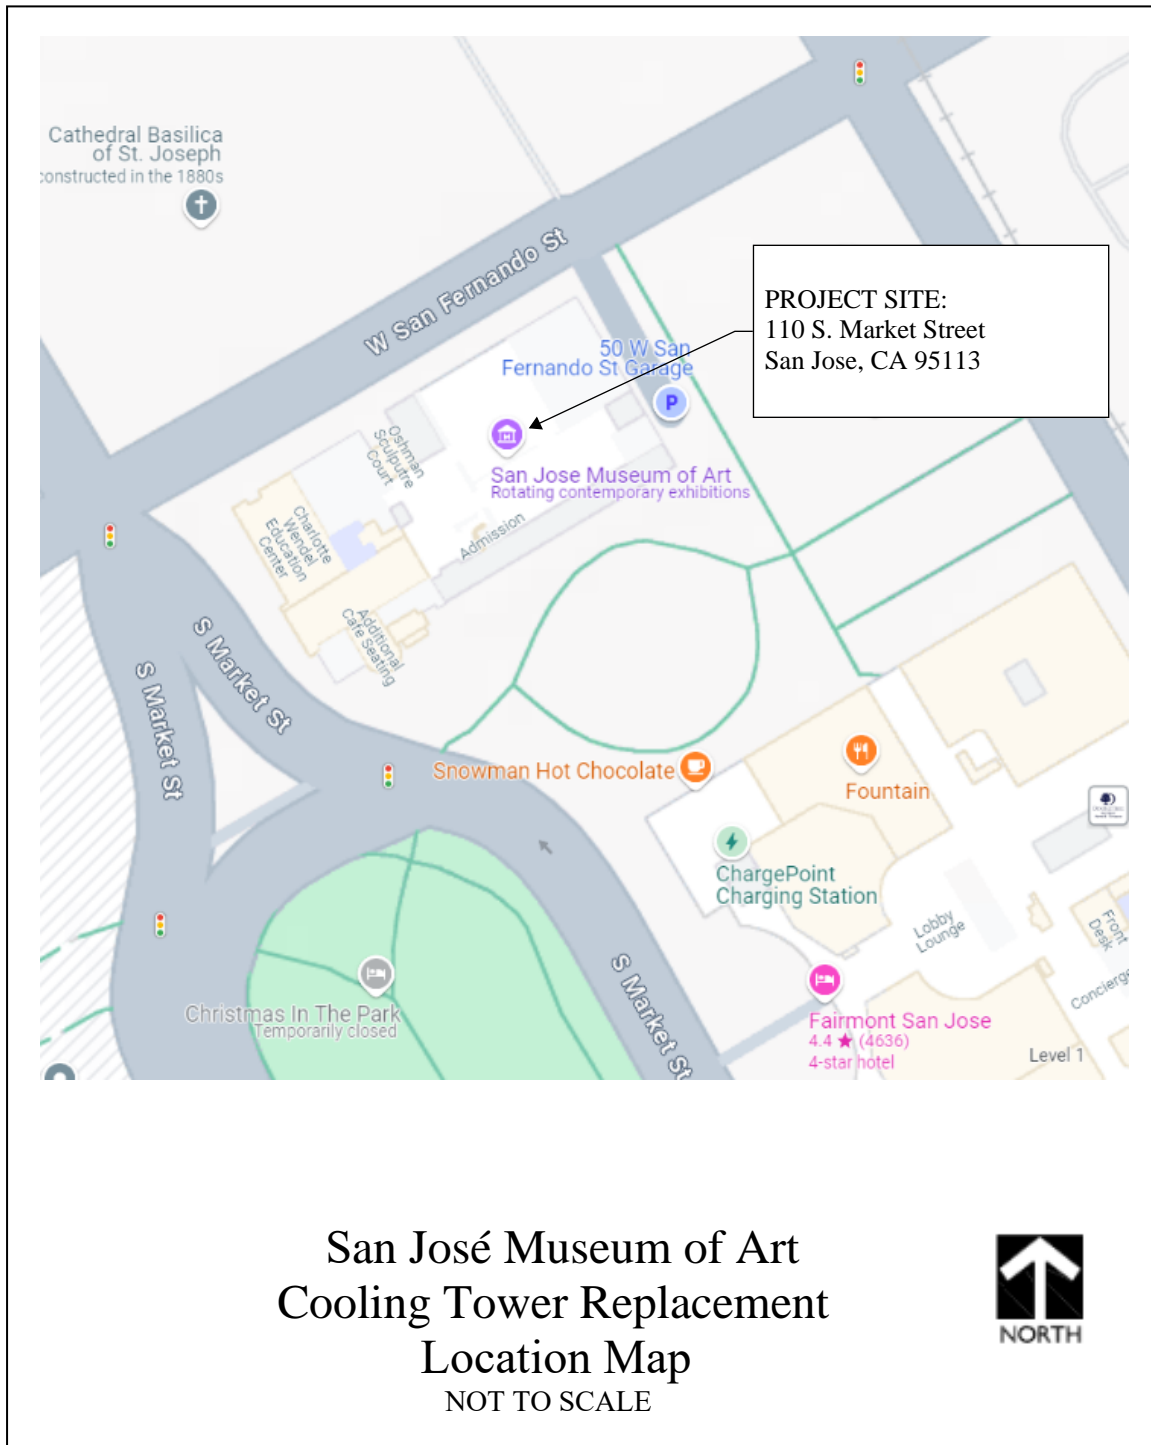 Cathedral Basilica
of St. Joseph
constructed in the 1880s
W San Fernando St
PROJECT SITE:
110 S. Market Street
San Jose, CA 95113
50 W San
Fernando St Garage
P
Oshman
Sculputre
Court
San Jose Museum of Art
Rotating contemporary exhibitions
Admission
Charlotte
Wendel
Education
Center
Additional
Cafe Seating
S Market St
S Market St
Snowman Hot Chocolate
Fountain
ChargePoint
Charging Station
Lobby
Lounge
Front
Desk
Concierge
S Market St
Christmas In The Park
Temporarily closed
Fairmont San Jose
4.4 ★ (4636)
4-star hotel
Level 1
San José Museum of Art
Cooling Tower Replacement
Location Map
NOT TO SCALE
NORTH